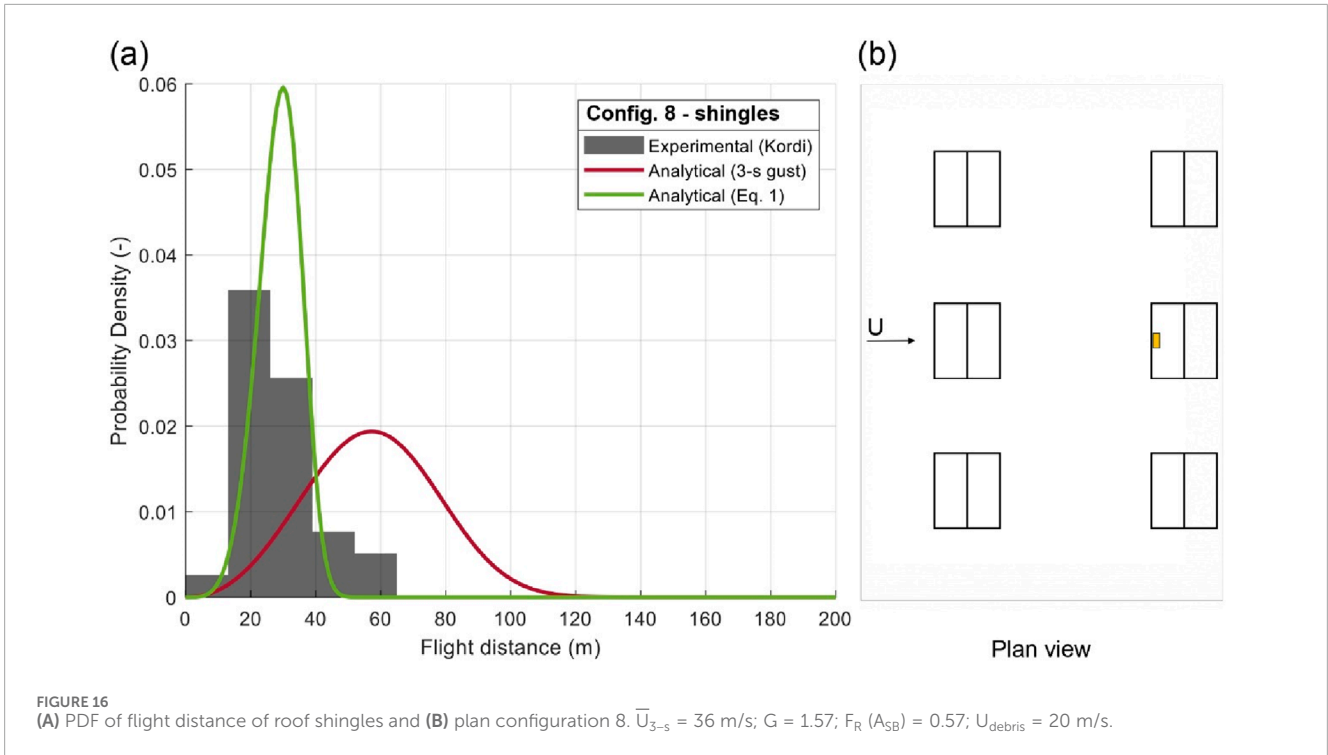 (a)
(b)
Config. 8 - shingles
Experimental (Kordi)
Analytical (3-s gust)
Analytical (Eq. 1)
Probability Density (-)
0.06
0.05
0.04
0.03
0.02
0.01
0
0 20 40 60 80 100 120 140 160 180 200
Flight distance (m)
U
Plan view
FIGURE 16
(A) PDF of flight distance of roof shingles and (B) plan configuration 8. U̅₃₋ₛ = 36 m/s; G = 1.57; F_R (A_SB) = 0.57; U_debris = 20 m/s.